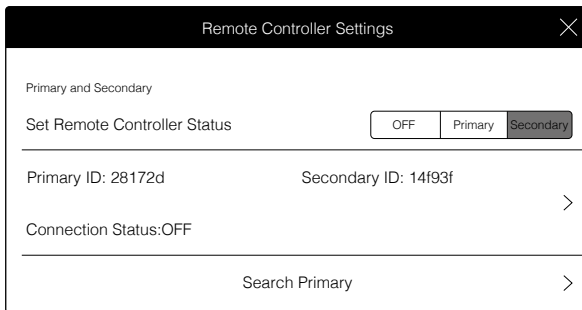 Remote Controller Settings
Primary and Secondary
Set Remote Controller Status OFF Primary Secondary
Primary ID: 28172d Secondary ID: 14f93f
Connection Status:OFF
Search Primary